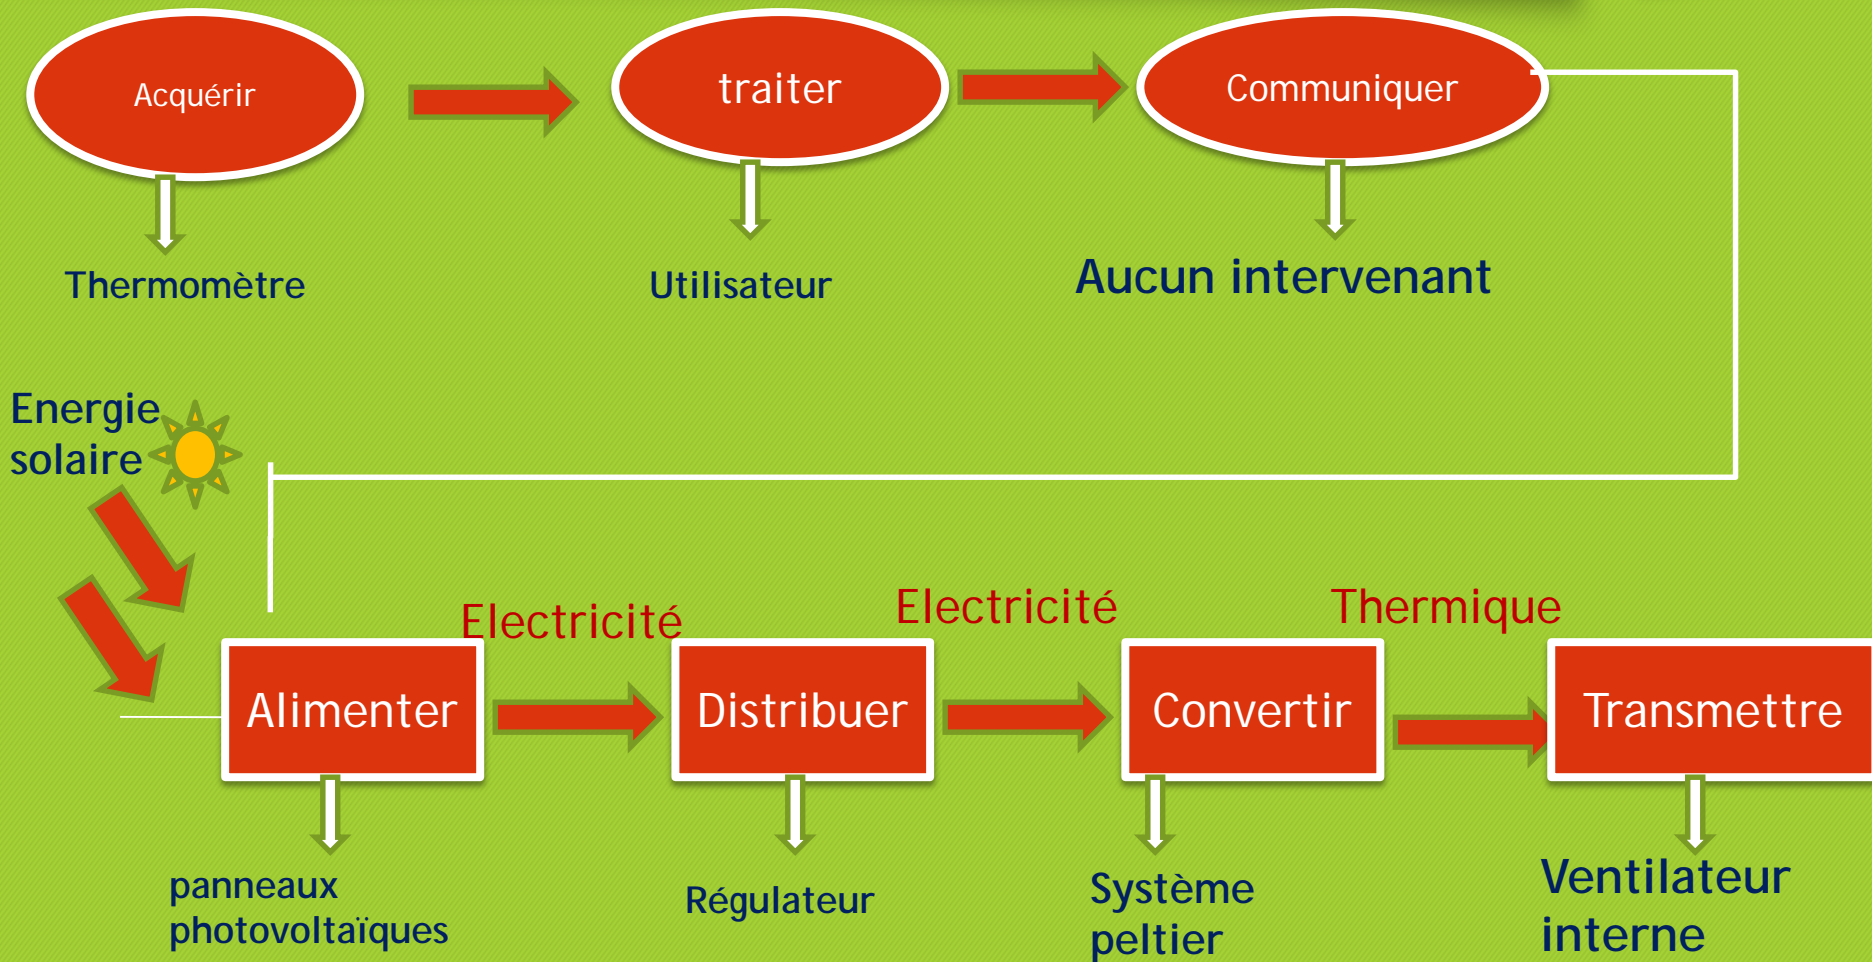 Acquérir
traiter
Communiquer
Thermomètre
Utilisateur
Aucun intervenant
Energie
solaire
Electricité
Electricité
Thermique
Alimenter
Distribuer
Convertir
Transmettre
panneaux
photovoltaïques
Régulateur
Système
peltier
Ventilateur
interne